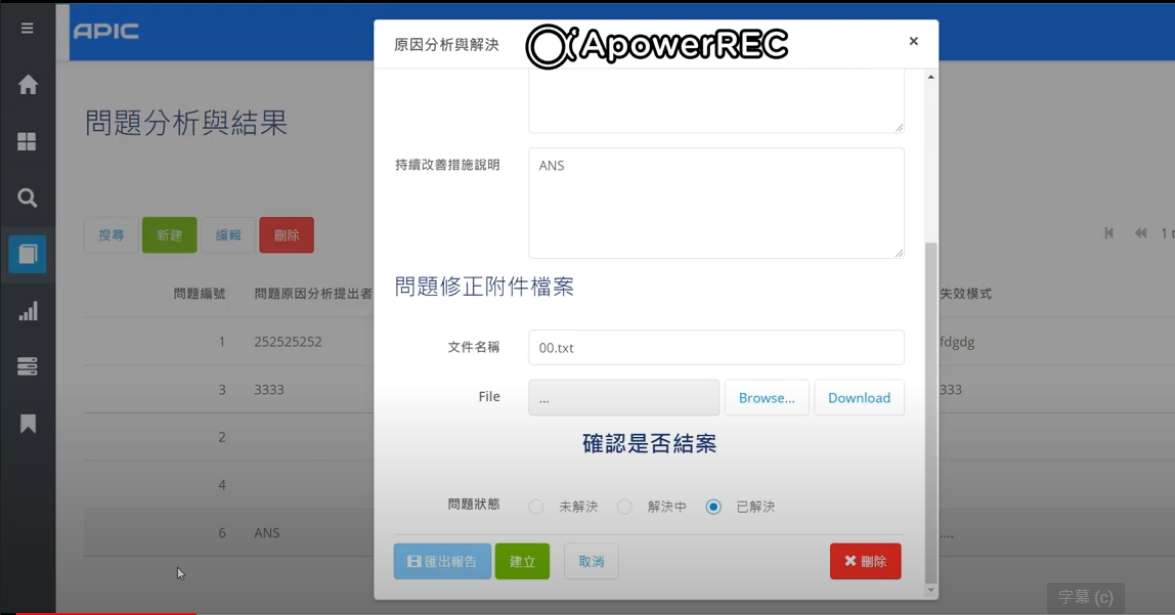 APIC
原因分析與解決
ApowerREC
×
問題分析與結果
持續改善措施說明
ANS
搜尋
新建
編輯
刪除
1
問題修正附件檔案
問題編號
問題原因分析提出者
失效模式
文件名稱
00.txt
1
252525252
fdgdg
File
...
Browse...
Download
3
3333
333
確認是否結案
2
4
問題狀態
未解決
解決中
已解決
6
ANS
....
匯出報告
建立
取消
刪除
字幕 (c)